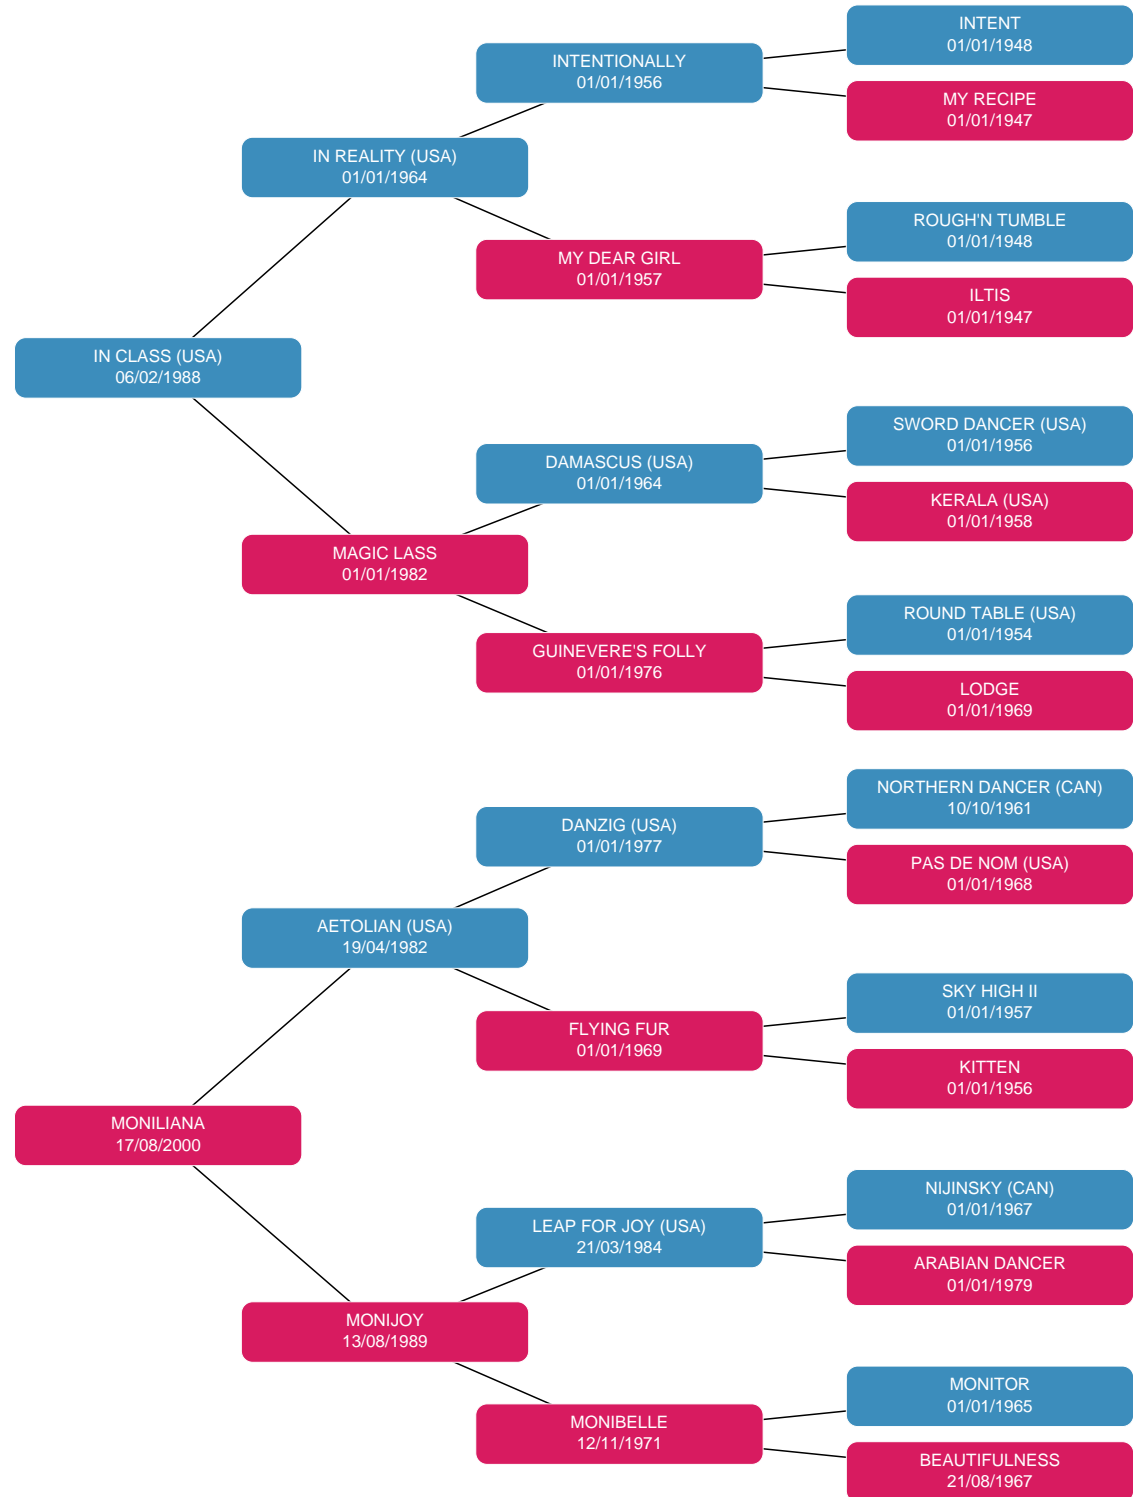 INTENT
01/01/1948
INTENTIONALLY
01/01/1956
MY RECIPE
01/01/1947
IN REALITY (USA)
01/01/1964
ROUGH'N TUMBLE
01/01/1948
MY DEAR GIRL
01/01/1957
ILTIS
01/01/1947
IN CLASS (USA)
06/02/1988
SWORD DANCER (USA)
01/01/1956
DAMASCUS (USA)
01/01/1964
KERALA (USA)
01/01/1958
MAGIC LASS
01/01/1982
ROUND TABLE (USA)
01/01/1954
GUINEVERE'S FOLLY
01/01/1976
LODGE
01/01/1969
NORTHERN DANCER (CAN)
10/10/1961
DANZIG (USA)
01/01/1977
PAS DE NOM (USA)
01/01/1968
AETOLIAN (USA)
19/04/1982
SKY HIGH II
01/01/1957
FLYING FUR
01/01/1969
KITTEN
01/01/1956
MONILIANA
17/08/2000
NIJINSKY (CAN)
01/01/1967
LEAP FOR JOY (USA)
21/03/1984
ARABIAN DANCER
01/01/1979
MONIJOY
13/08/1989
MONITOR
01/01/1965
MONIBELLE
12/11/1971
BEAUTIFULNESS
21/08/1967